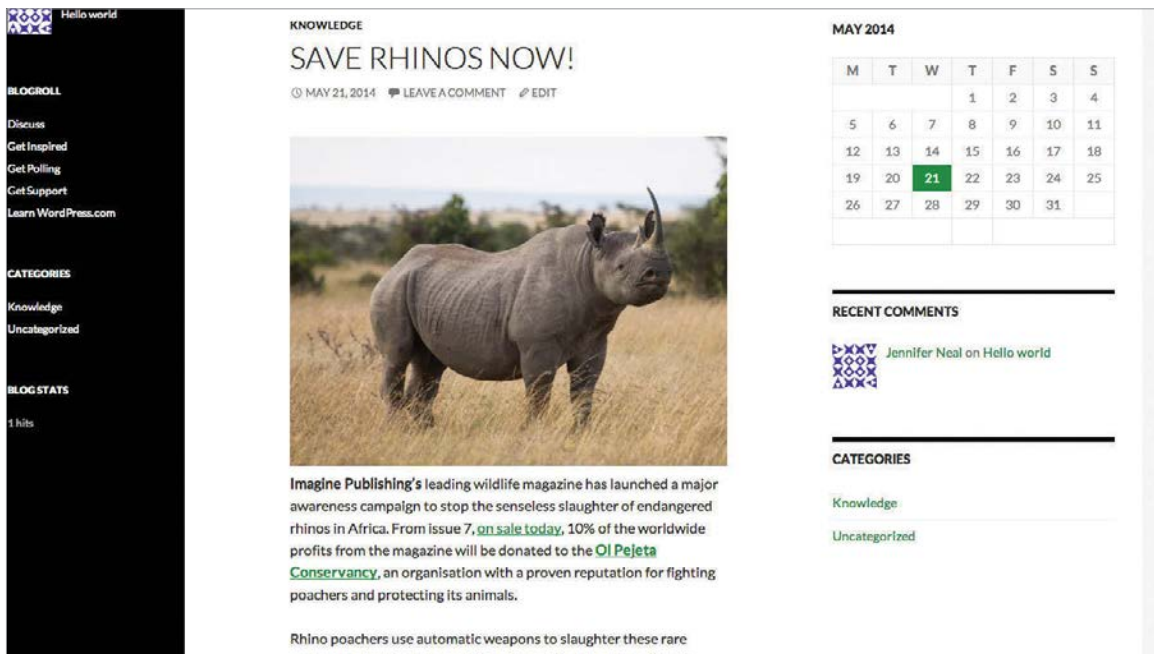 Hello world
BLOGROLL
Discuss
Get Inspired
Get Polling
Get Support
Learn WordPress.com
CATEGORIES
Knowledge
Uncategorized
BLOG STATS
1 hits
KNOWLEDGE
SAVE RHINOS NOW!
MAY 21, 2014 LEAVE A COMMENT EDIT
Imagine Publishing's leading wildlife magazine has launched a major
awareness campaign to stop the senseless slaughter of endangered
rhinos in Africa. From issue 7, on sale today, 10% of the worldwide
profits from the magazine will be donated to the Ol Pejeta
Conservancy, an organisation with a proven reputation for fighting
poachers and protecting its animals.
Rhino poachers use automatic weapons to slaughter these rare
MAY 2014
M T W T F S S
1 2 3 4
5 6 7 8 9 10 11
12 13 14 15 16 17 18
19 20 21 22 23 24 25
26 27 28 29 30 31
RECENT COMMENTS
Jennifer Neal on Hello world
CATEGORIES
Knowledge
Uncategorized